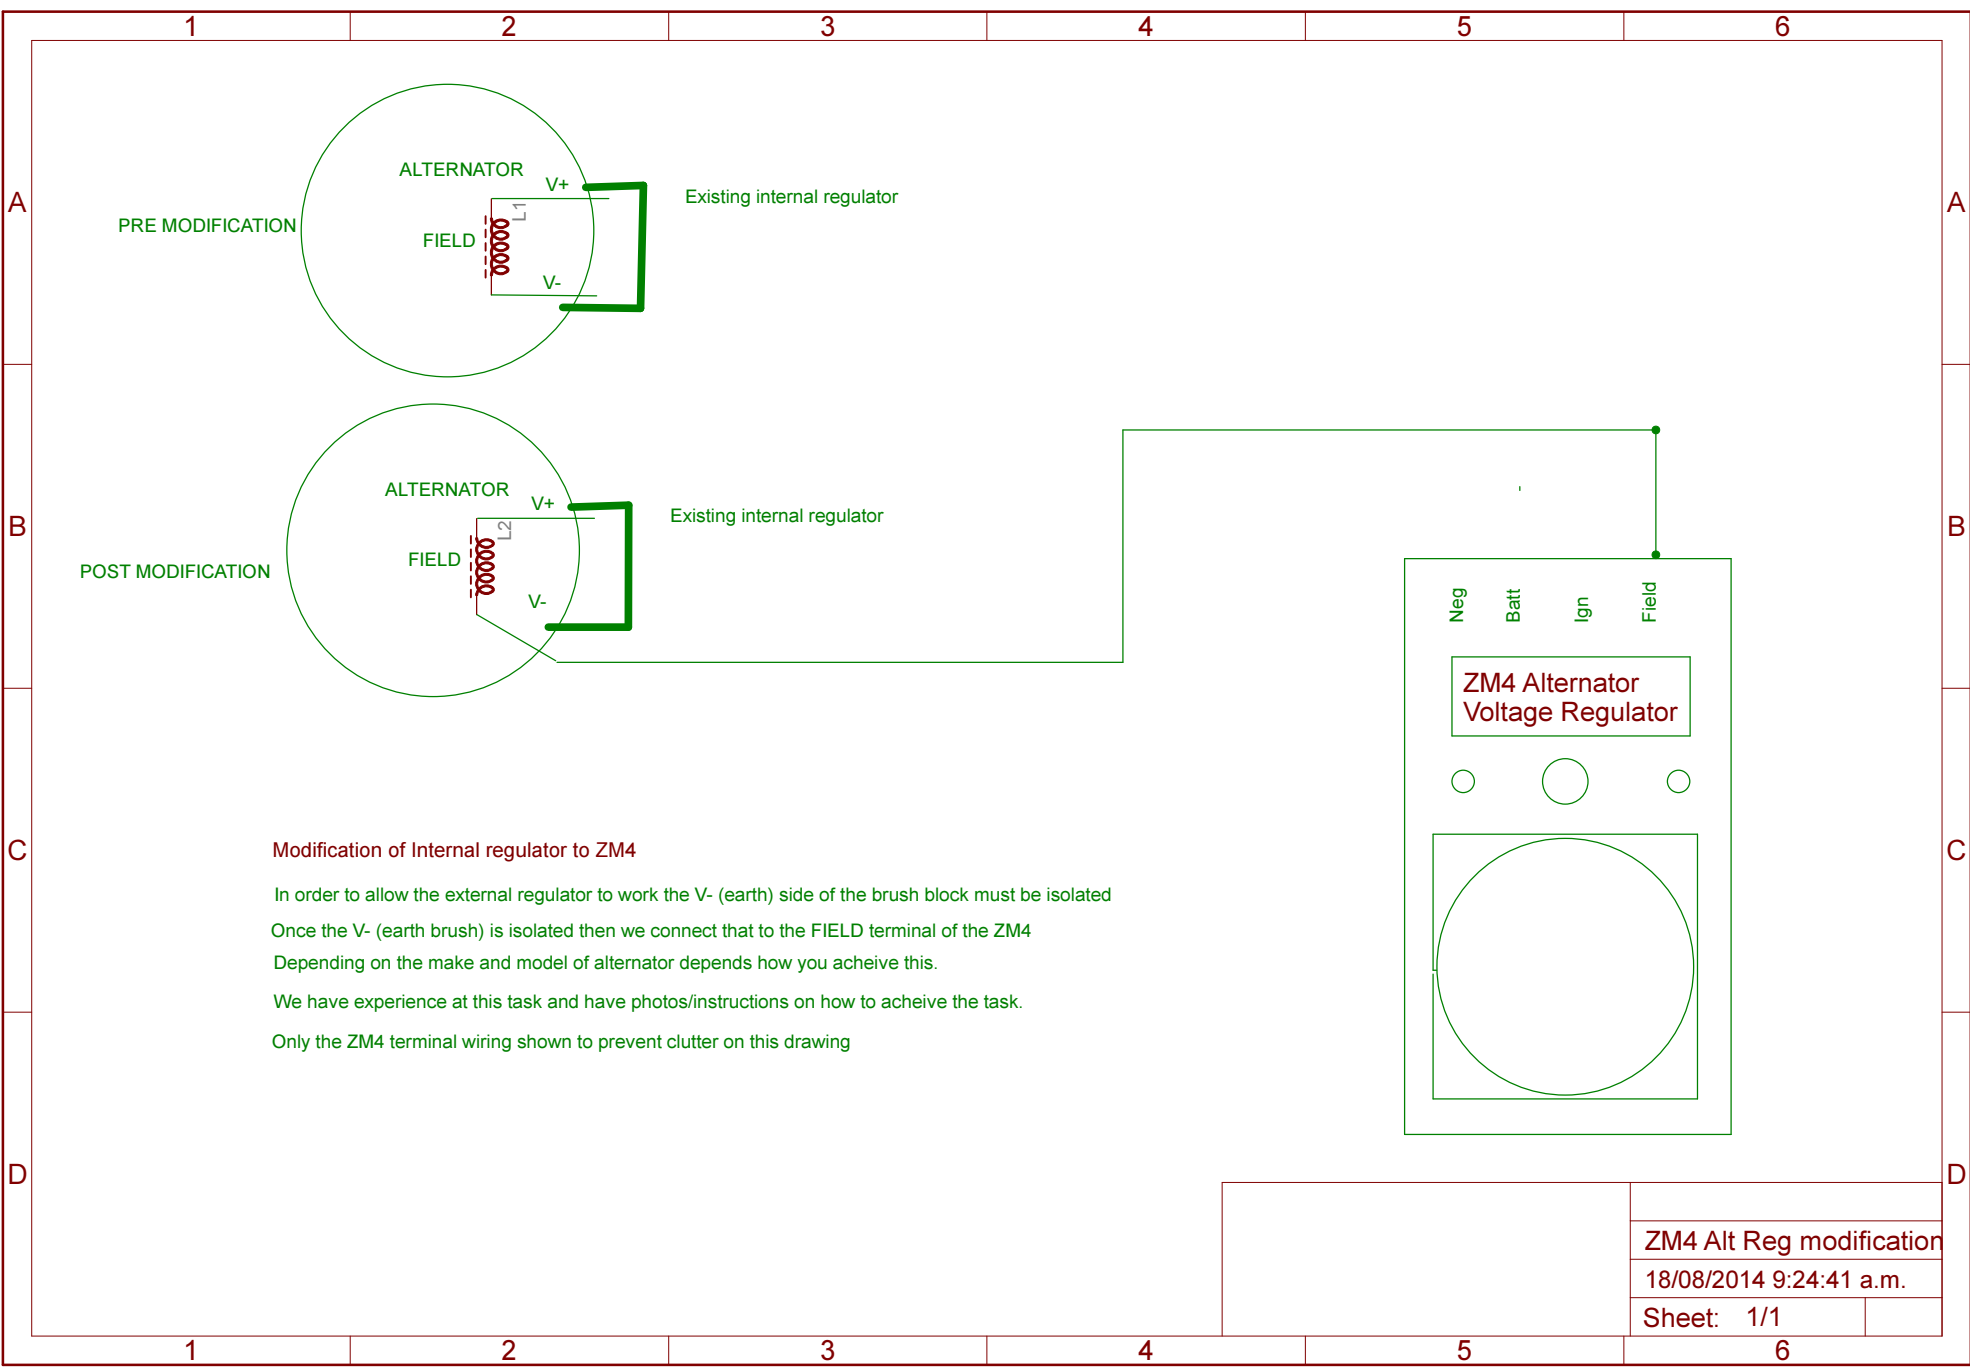 1 2 3 4 5 6
A A
ALTERNATOR
V+
L1
Existing internal regulator
PRE MODIFICATION
FIELD
V-
ALTERNATOR
V+
L2
Existing internal regulator
B B
FIELD
POST MODIFICATION
V-
Neg Batt Ign Field
ZM4 Alternator
Voltage Regulator
C C
Modification of Internal regulator to ZM4
In order to allow the external regulator to work the V- (earth) side of the brush block must be isolated
Once the V- (earth brush) is isolated then we connect that to the FIELD terminal of the ZM4
Depending on the make and model of alternator depends how you acheive this.
We have experience at this task and have photos/instructions on how to acheive the task.
Only the ZM4 terminal wiring shown to prevent clutter on this drawing
D D
ZM4 Alt Reg modification
18/08/2014 9:24:41 a.m.
Sheet: 1/1
1 2 3 4 5 6